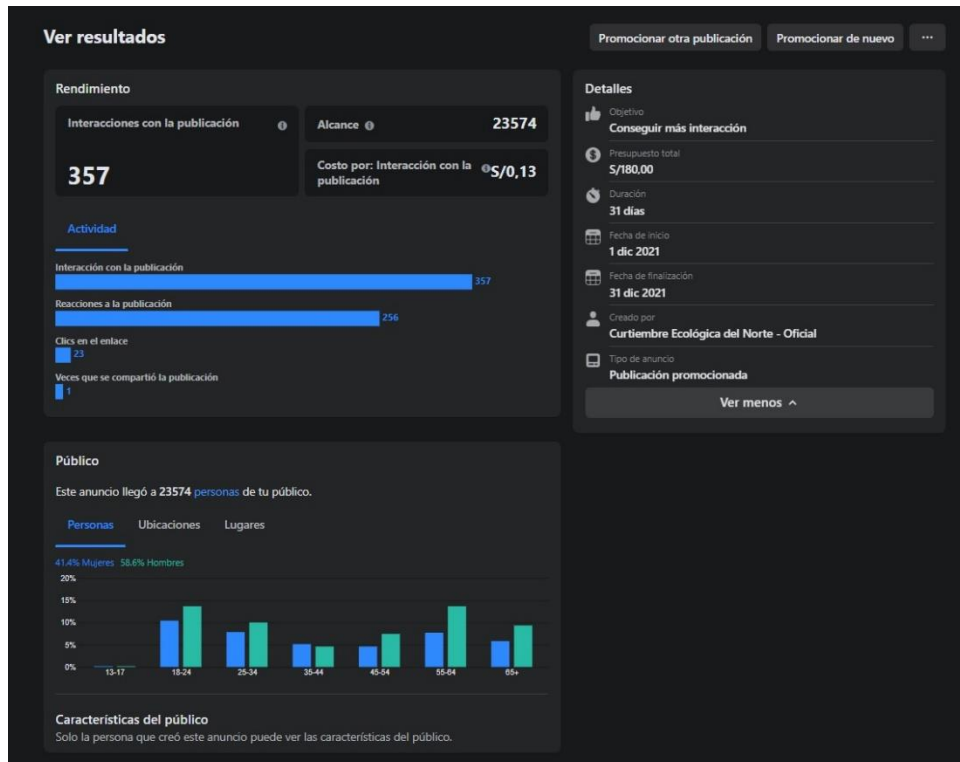 Ver resultados
Promocionar otra publicación
Promocionar de nuevo
...
Rendimiento
Interacciones con la publicación
357
Alcance
23574
Costo por: Interacción con la
publicación
S/0,13
Actividad
Interacción con la publicación
357
Reacciones a la publicación
256
Clics en el enlace
23
Veces que se compartió la publicación
1
Detalles
Objetivo
Conseguir más interacción
Presupuesto total
S/180,00
Duración
31 días
Fecha de inicio
1 dic 2021
Fecha de finalización
31 dic 2021
Creado por
Curtiembre Ecológica del Norte - Oficial
Tipo de anuncio
Publicación promocionada
Ver menos
Público
Este anuncio llegó a 23574 personas de tu público.
Personas Ubicaciones Lugares
41.4% Mujeres 58.6% Hombres
20%
15%
10%
5%
0%
13-17 18-24 25-34 35-44 45-54 55-64 65+
Características del público
Solo la persona que creó este anuncio puede ver las características del público.